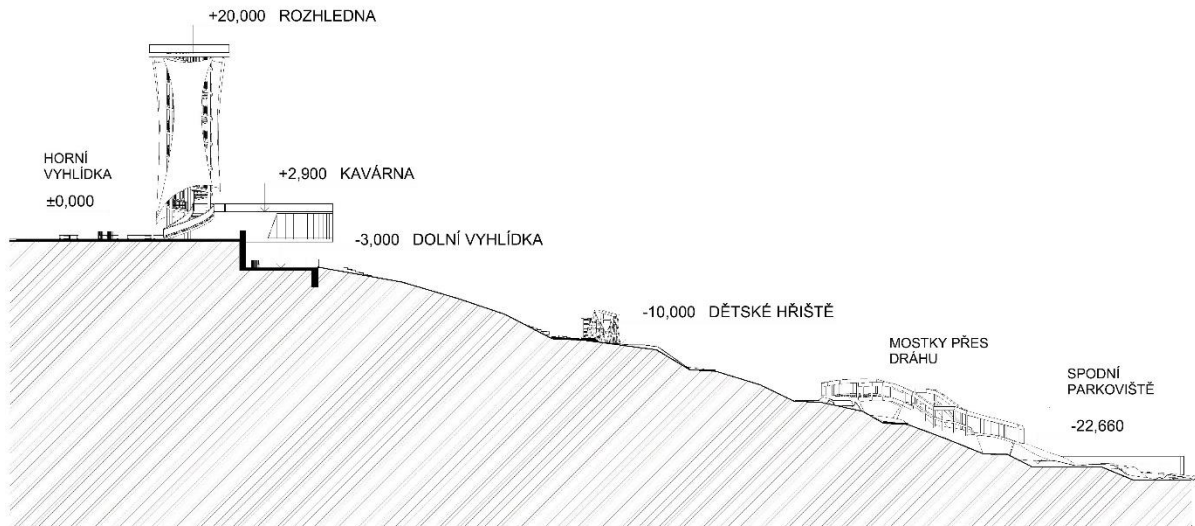 +20,000 ROZHLEDNA
HORNÍ
VYHLÍDKA
±0,000
+2,900 KAVÁRNA
-3,000 DOLNÍ VYHLÍDKA
-10,000 DĚTSKÉ HŘIŠTĚ
MOSTKY PŘES
DRÁHU
SPODNÍ
PARKOVIŠTĚ
-22,660